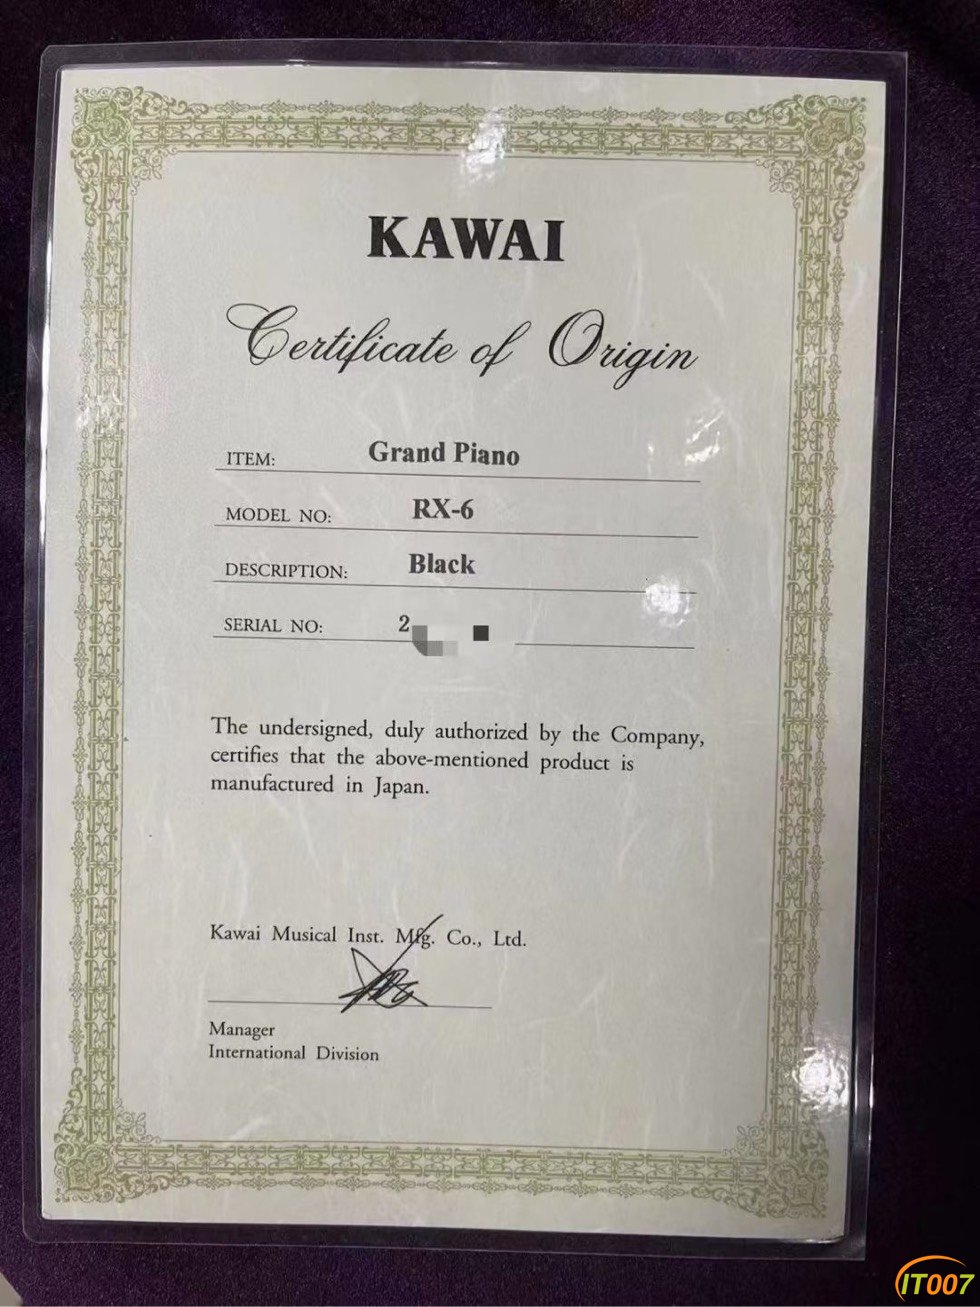 KAWAI
Certificate of Origin
ITEM: Grand Piano
MODEL NO: RX-6
DESCRIPTION: Black
SERIAL NO: 2
The undersigned, duly authorized by the Company,
certifies that the above-mentioned product is
manufactured in Japan.
Kawai Musical Inst. Mfg. Co., Ltd.
Manager
International Division
IT007